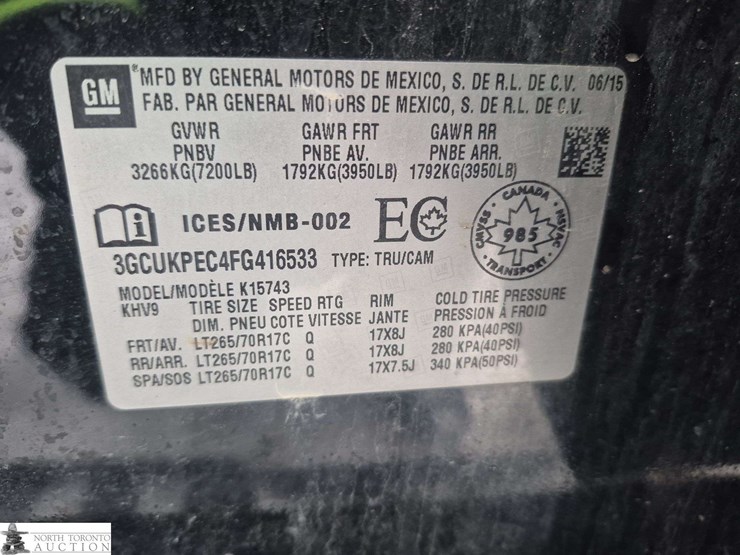 GM
*MFD BY GENERAL MOTORS DE MEXICO, S. DE R.L. DE C.V. 06/15
FAB. PAR GENERAL MOTORS DE MEXICO, S. DE R.L. DE C.V.
GVWR GAWR FRT GAWR RR
PNBV PNBE AV. PNBE ARR.
3266KG(7200LB) 1792KG(3950LB) 1792KG(3950LB)
i ICES/NMB-002 EC
CANADA
CMVSS 985 NSVAC
TRANSPORT
3GCUKPEC4FG416533 TYPE: TRU/CAM
MODEL/MODÈLE K15743
KHV9 TIRE SIZE SPEED RTG RIM COLD TIRE PRESSURE
DIM. PNEU COTE VITESSE JANTE PRESSION À FROID
FRT/AV. LT265/70R17C Q 17X8J 280 KPA(40PSI)
RR/ARR. LT265/70R17C Q 17X8J 280 KPA(40PSI)
SPA/SOS LT265/70R17C Q 17X7.5J 340 KPA(50PSI)
NORTH TORONTO
AUCTION